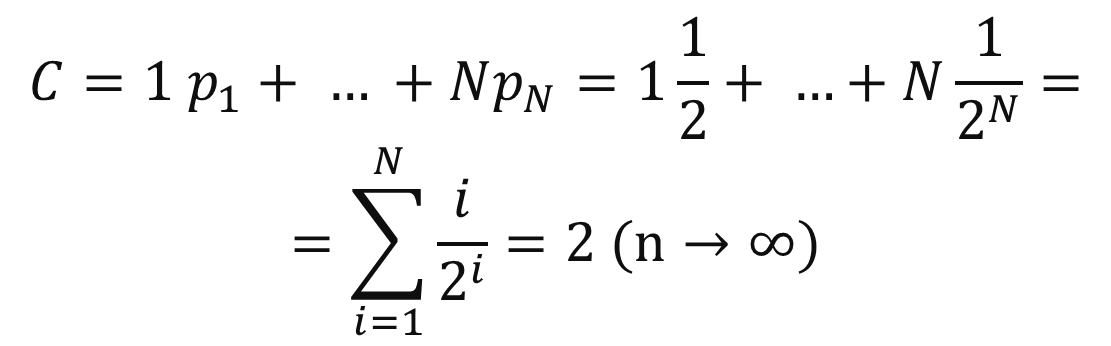 C = 1 p₁ + ... + Np_N = 1 1/2 + ... + N 1/2^N =
= ∑_{i=1}^{N} i/2^i = 2 (n → ∞)